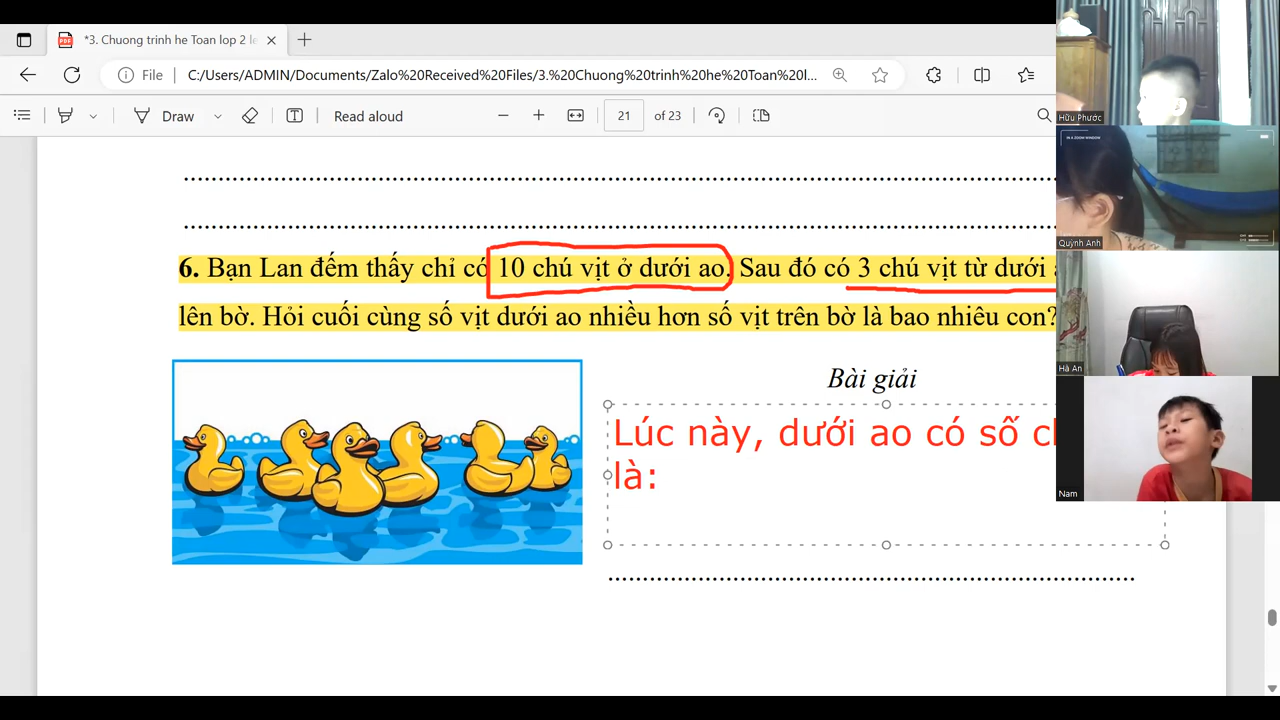 *3. Chuong trinh he Toan lop 2 le
File C:/Users/ADMIN/Documents/Zalo%20Received%20Files/3.%20Chuong%20trinh%20he%20Toan%20l...
Draw Read aloud 21 of 23
Hữu Phước
IN A ZOOM WINDOW
Quỳnh Anh
6. Bạn Lan đếm thấy chỉ có 10 chú vịt ở dưới ao. Sau đó có 3 chú vịt từ dưới
lên bờ. Hỏi cuối cùng số vịt dưới ao nhiều hơn số vịt trên bờ là bao nhiêu con?
Hà An
Bài giải
Lúc này, dưới ao có số
là:
Nam